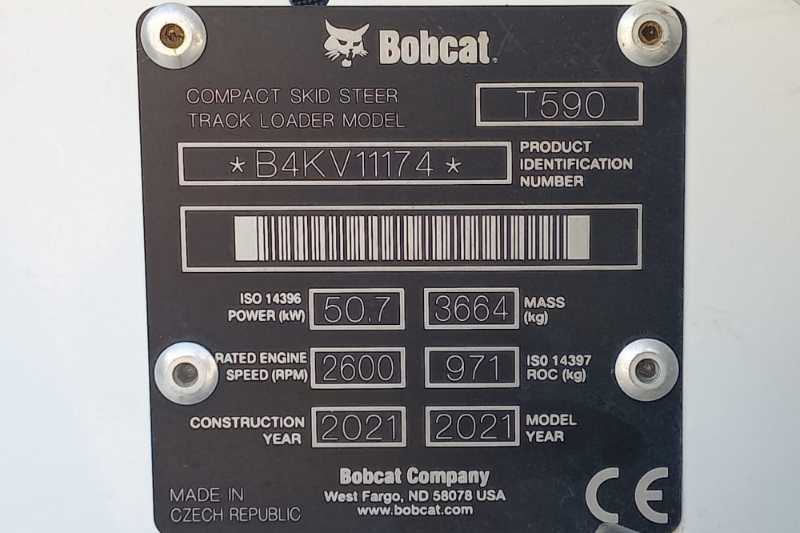 Bobcat.
COMPACT SKID STEER
TRACK LOADER MODEL
T590
*B4KV11174*
PRODUCT
IDENTIFICATION
NUMBER
ISO 14396
POWER (kW)
50.7
3664
MASS
(kg)
RATED ENGINE
SPEED (RPM)
2600
971
ISO 14397
ROC (kg)
CONSTRUCTION
YEAR
2021
2021
MODEL
YEAR
Bobcat Company
West Fargo, ND 58078 USA
www.bobcat.com
MADE IN
CZECH REPUBLIC
CE